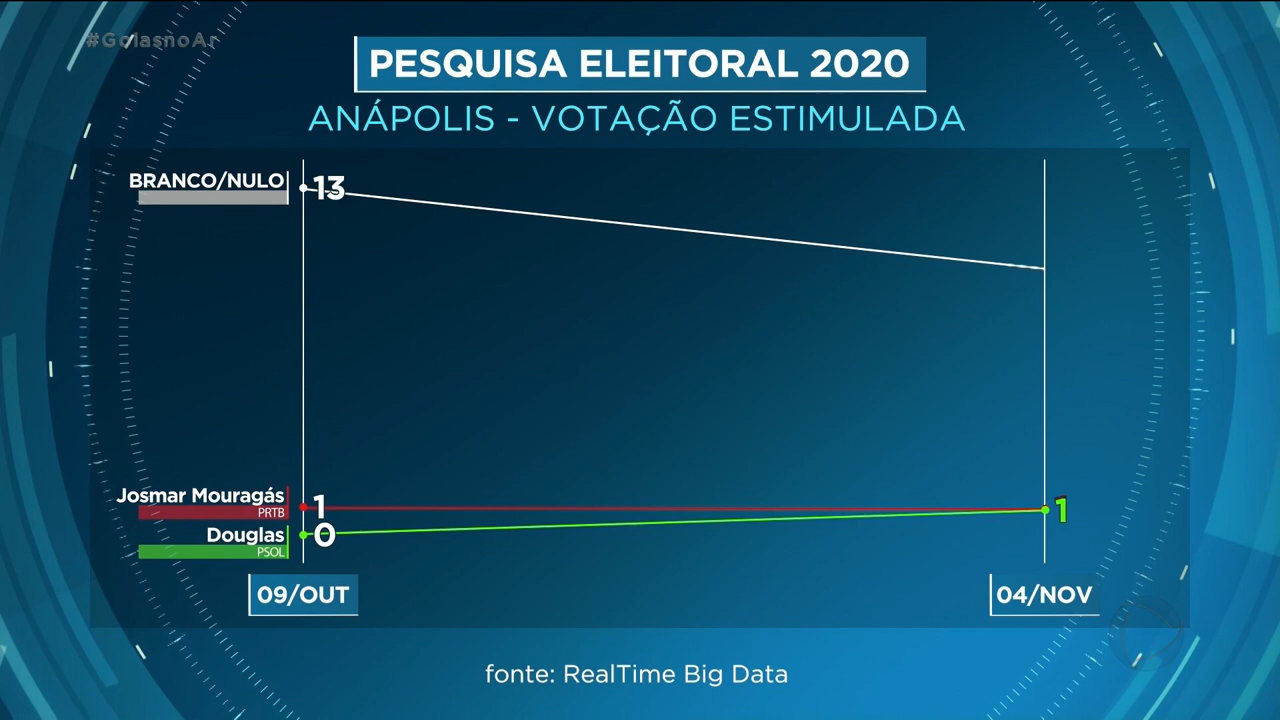 #GoiasnoAr
PESQUISA ELEITORAL 2020
ANÁPOLIS - VOTAÇÃO ESTIMULADA
BRANCO/NULO
13
Josmar Mouragás
PRTB
1
1
Douglas
PSOL
0
09/OUT
04/NOV
fonte: RealTime Big Data